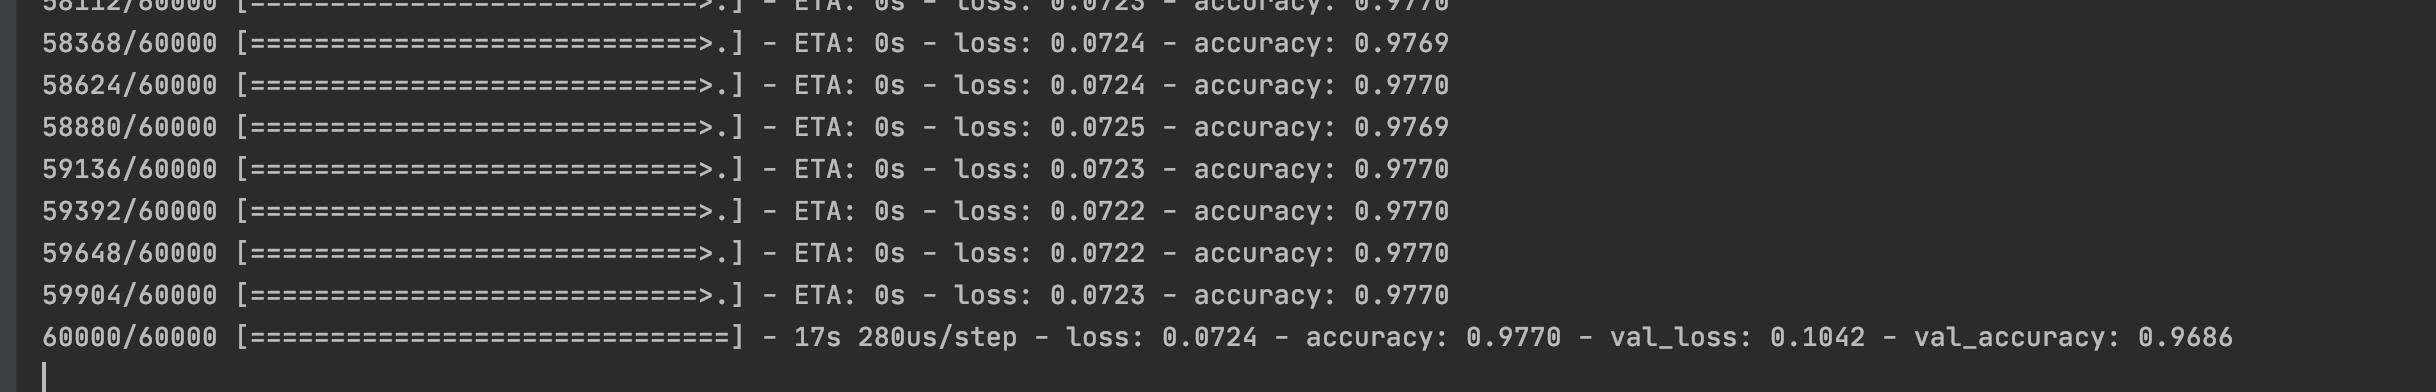 58112/60000 [============================>.] - ETA: 0s - loss: 0.0723 - accuracy: 0.9770
58368/60000 [============================>.] - ETA: 0s - loss: 0.0724 - accuracy: 0.9769
58624/60000 [============================>.] - ETA: 0s - loss: 0.0724 - accuracy: 0.9770
58880/60000 [============================>.] - ETA: 0s - loss: 0.0725 - accuracy: 0.9769
59136/60000 [============================>.] - ETA: 0s - loss: 0.0723 - accuracy: 0.9770
59392/60000 [============================>.] - ETA: 0s - loss: 0.0722 - accuracy: 0.9770
59648/60000 [============================>.] - ETA: 0s - loss: 0.0722 - accuracy: 0.9770
59904/60000 [============================>.] - ETA: 0s - loss: 0.0723 - accuracy: 0.9770
60000/60000 [==============================] - 17s 280us/step - loss: 0.0724 - accuracy: 0.9770 - val_loss: 0.1042 - val_accuracy: 0.9686